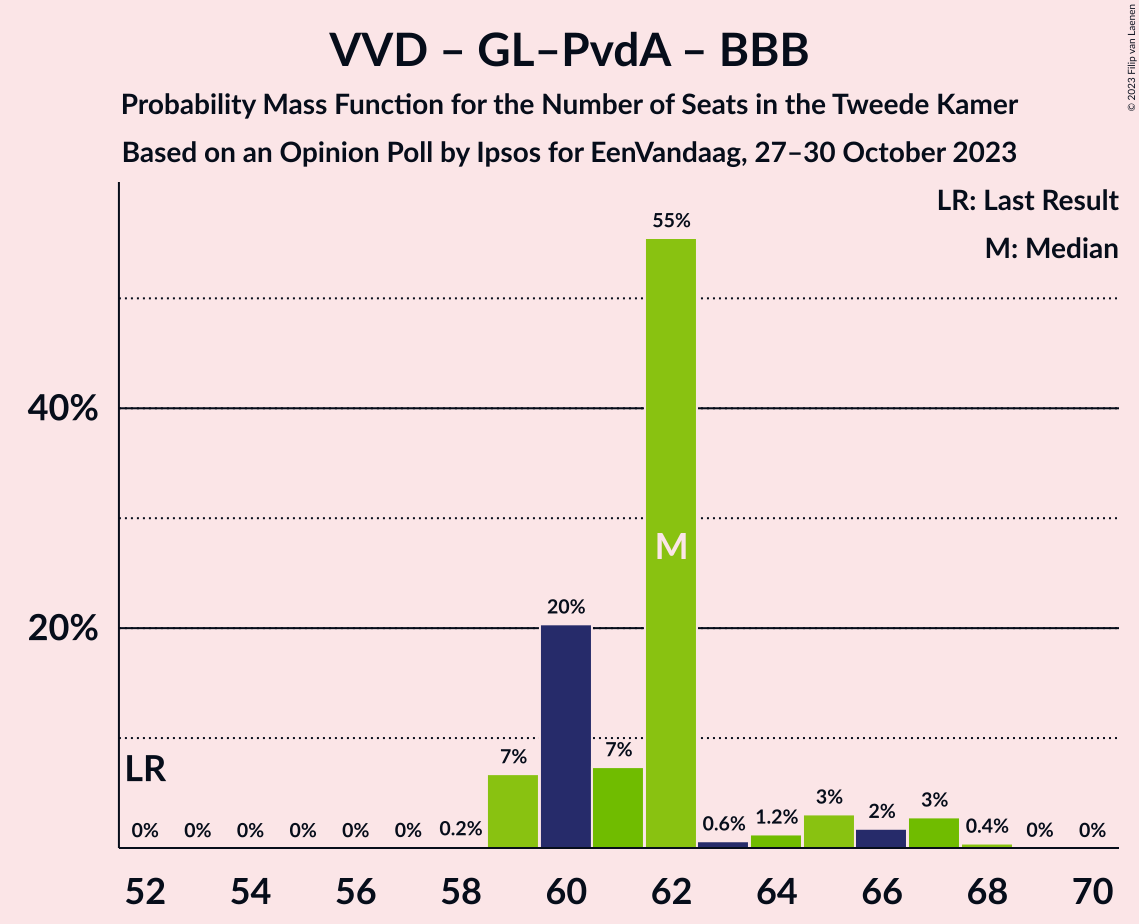 VVD – GL–PvdA – BBB
Probability Mass Function for the Number of Seats in the Tweede Kamer
Based on an Opinion Poll by Ipsos for EenVandaag, 27–30 October 2023
© 2023 Filip van Laenen
LR: Last Result
M: Median
55%
40%
M
20%
20%
LR
7%
7%
0%
0%
0%
0%
0%
0%
0.2%
0.6%
1.2%
3%
2%
3%
0.4%
0%
0%
52 54 56 58 60 62 64 66 68 70